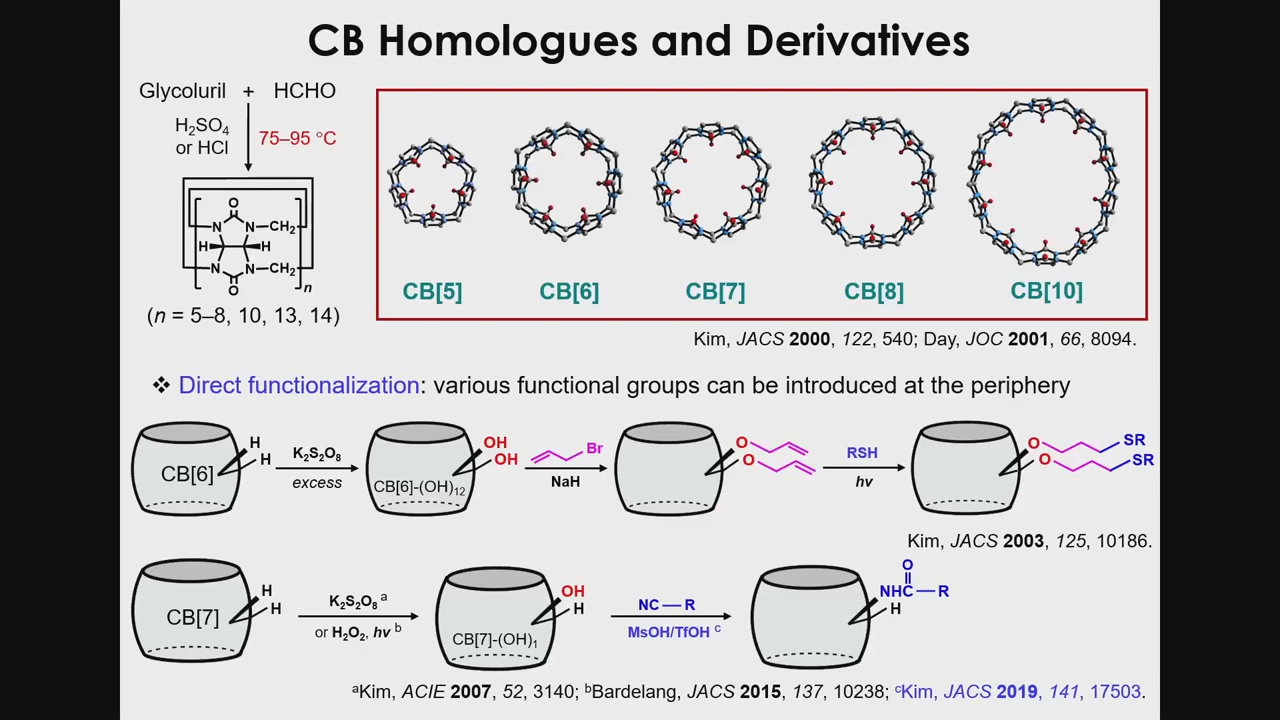 CB Homologues and Derivatives
Glycoluril + HCHO
H2SO4
or HCl
75–95 °C
O
N N CH2
H H
N N CH2
O
n
(n = 5–8, 10, 13, 14)
CB[5] CB[6] CB[7] CB[8] CB[10]
Kim, JACS 2000, 122, 540; Day, JOC 2001, 66, 8094.
❖ Direct functionalization: various functional groups can be introduced at the periphery
CB[6]
H
H
K2S2O8
excess
OH
OH
CB[6]-(OH)12
Br
NaH
O
O
RSH
hv
O
O
SR
SR
Kim, JACS 2003, 125, 10186.
CB[7]
H
H
K2S2O8 a
or H2O2, hv b
OH
H
CB[7]-(OH)1
NC — R
MsOH/TfOH c
O
NHC — R
H
aKim, ACIE 2007, 52, 3140; bBardelang, JACS 2015, 137, 10238; cKim, JACS 2019, 141, 17503.